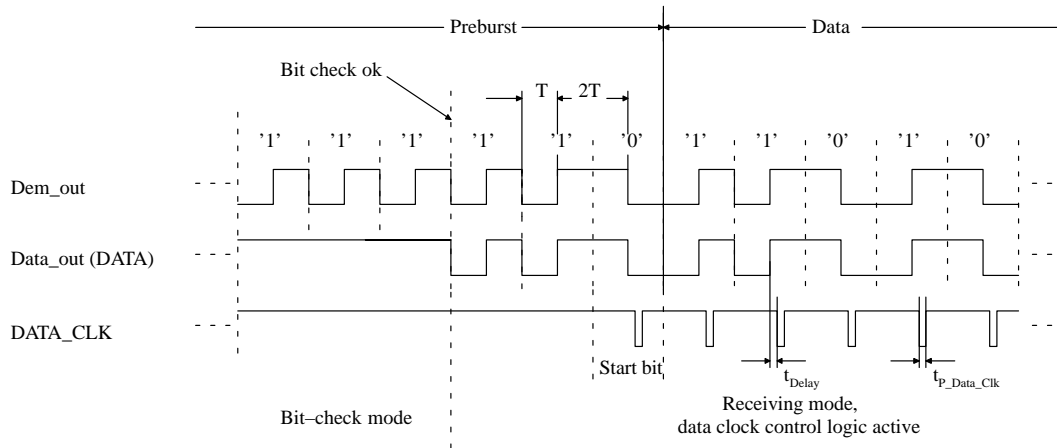 Preburst Data
Bit check ok
T 2T
’1’ ’1’ ’1’ ’1’ ’1’ ’0’ ’1’ ’1’ ’0’ ’1’ ’0’
Dem_out
Data_out (DATA)
DATA_CLK
Start bit
tDelay tP_Data_Clk
Bit–check mode
Receiving mode,
data clock control logic active